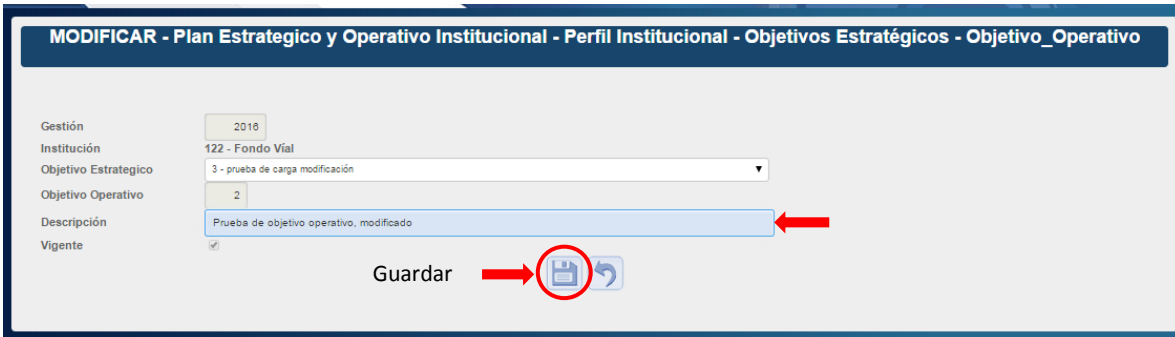 MODIFICAR - Plan Estrategico y Operativo Institucional - Perfil Institucional - Objetivos Estratégicos - Objetivo_Operativo
Gestión 2016
Institución 122 - Fondo Víal
Objetivo Estrategico 3 - prueba de carga modificación
Objetivo Operativo 2
Descripción Prueba de objetivo operativo, modificado
Vigente
Guardar